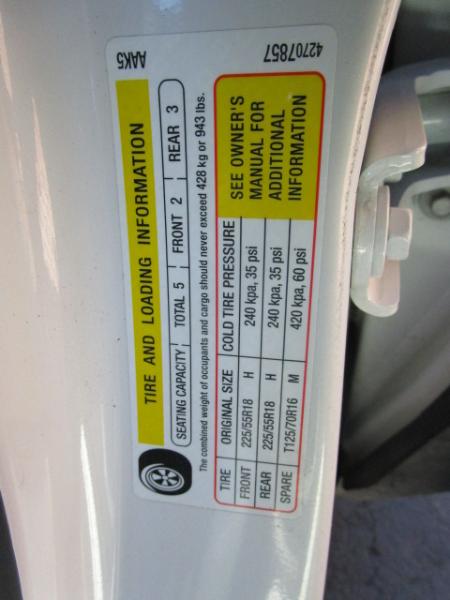 AAK5
42707857
TIRE AND LOADING INFORMATION
SEATING CAPACITY TOTAL 5 FRONT 2 REAR 3
The combined weight of occupants and cargo should never exceed 428 kg or 943 lbs.
TIRE ORIGINAL SIZE COLD TIRE PRESSURE
FRONT 225/55R18 H 240 kpa, 35 psi
REAR 225/55R18 H 240 kpa, 35 psi
SPARE T125/70R16 M 420 kpa, 60 psi
SEE OWNER'S
MANUAL FOR
ADDITIONAL
INFORMATION